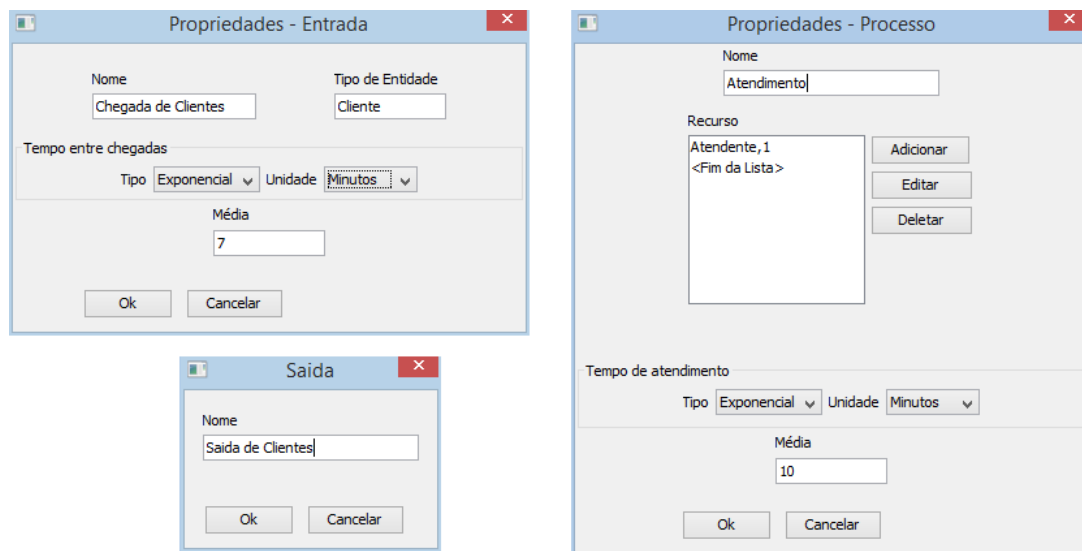 Propriedades - Entrada
Nome
Tipo de Entidade
Chegada de Clientes
Cliente
Tempo entre chegadas
Tipo Exponencial Unidade Minutos
Média
7
Ok Cancelar
Saida
Nome
Saida de Clientes
Ok Cancelar
Propriedades - Processo
Nome
Atendimento
Recurso
Atendente,1
<Fim da Lista>
Adicionar
Editar
Deletar
Tempo de atendimento
Tipo Exponencial Unidade Minutos
Média
10
Ok Cancelar